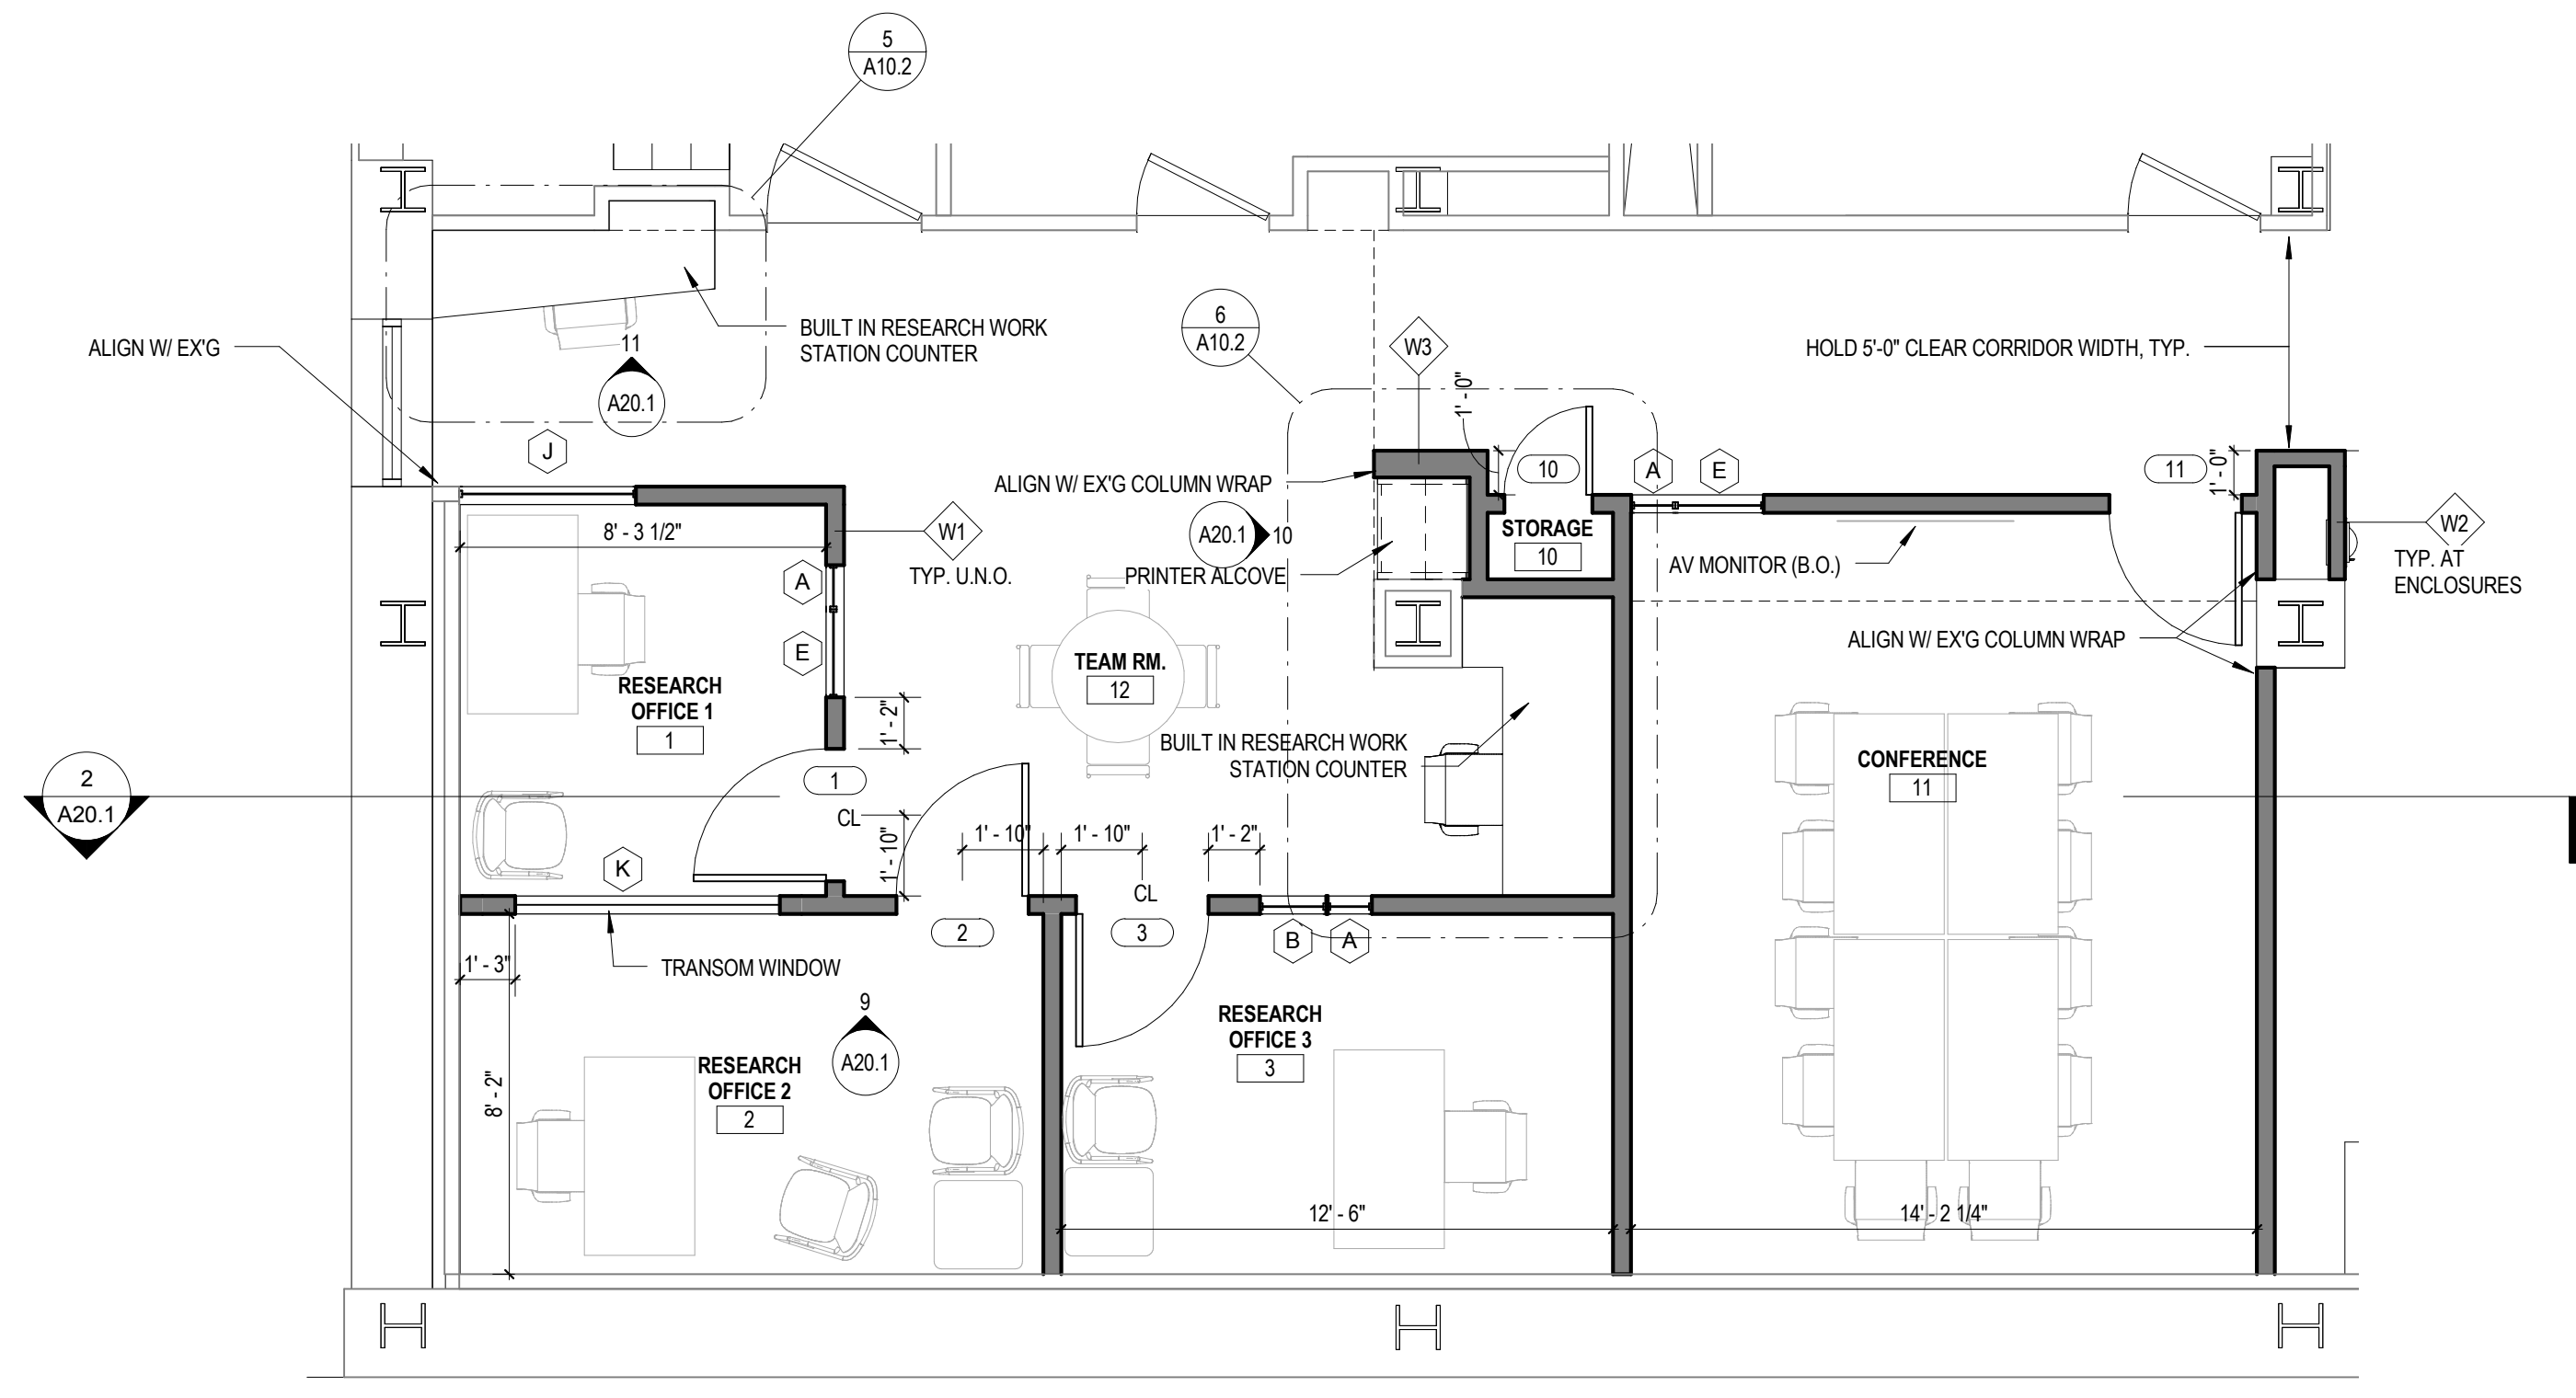 5
A10.2
ALIGN W/ EX'G
BUILT IN RESEARCH WORK
STATION COUNTER
11
A20.1
J
6
A10.2
W3
HOLD 5'-0" CLEAR CORRIDOR WIDTH, TYP.
1' - 0"
ALIGN W/ EX'G COLUMN WRAP
10
A
E
11
1' - 0"
8' - 3 1/2"
W1
TYP. U.N.O.
A20.1
10
STORAGE
10
AV MONITOR (B.O.)
W2
TYP. AT
ENCLOSURES
A
PRINTER ALCOVE
E
ALIGN W/ EX'G COLUMN WRAP
TEAM RM.
12
RESEARCH
OFFICE 1
1
1' - 2"
BUILT IN RESEARCH WORK
STATION COUNTER
CONFERENCE
11
2
A20.1
1
CL
1' - 10"
1' - 10"
1' - 10"
1' - 2"
K
CL
2
3
B
A
1' - 3"
TRANSOM WINDOW
9
A20.1
RESEARCH
OFFICE 3
3
RESEARCH
OFFICE 2
2
8' - 2"
12' - 6"
14' - 2 1/4"